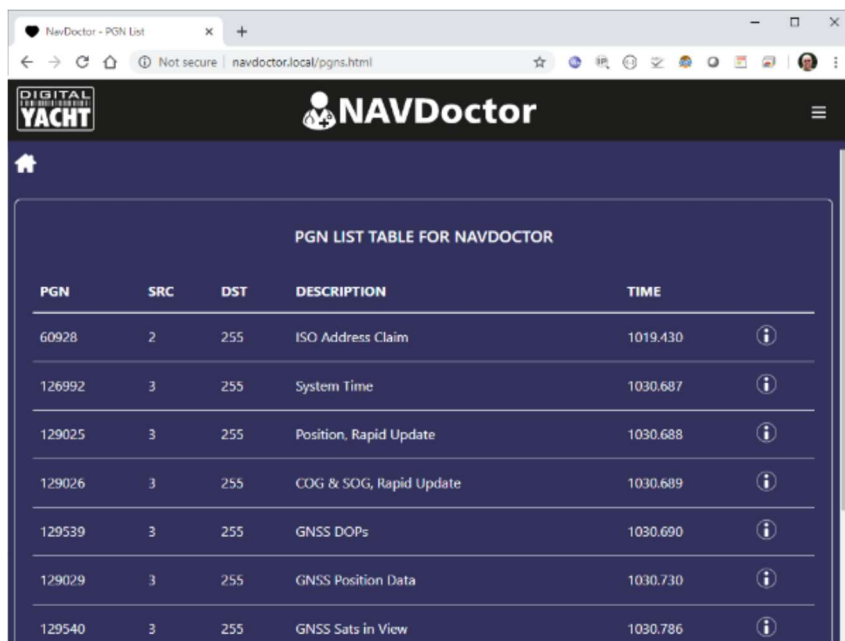 NavDoctor - PGN List
Not secure | navdoctor.local/pgns.html
DIGITAL
YACHT
NAVDoctor
PGN LIST TABLE FOR NAVDOCTOR
PGN SRC DST DESCRIPTION TIME
60928 2 255 ISO Address Claim 1019.430
126992 3 255 System Time 1030.687
129025 3 255 Position, Rapid Update 1030.688
129026 3 255 COG & SOG, Rapid Update 1030.689
129539 3 255 GNSS DOPs 1030.690
129029 3 255 GNSS Position Data 1030.730
129540 3 255 GNSS Sats in View 1030.786